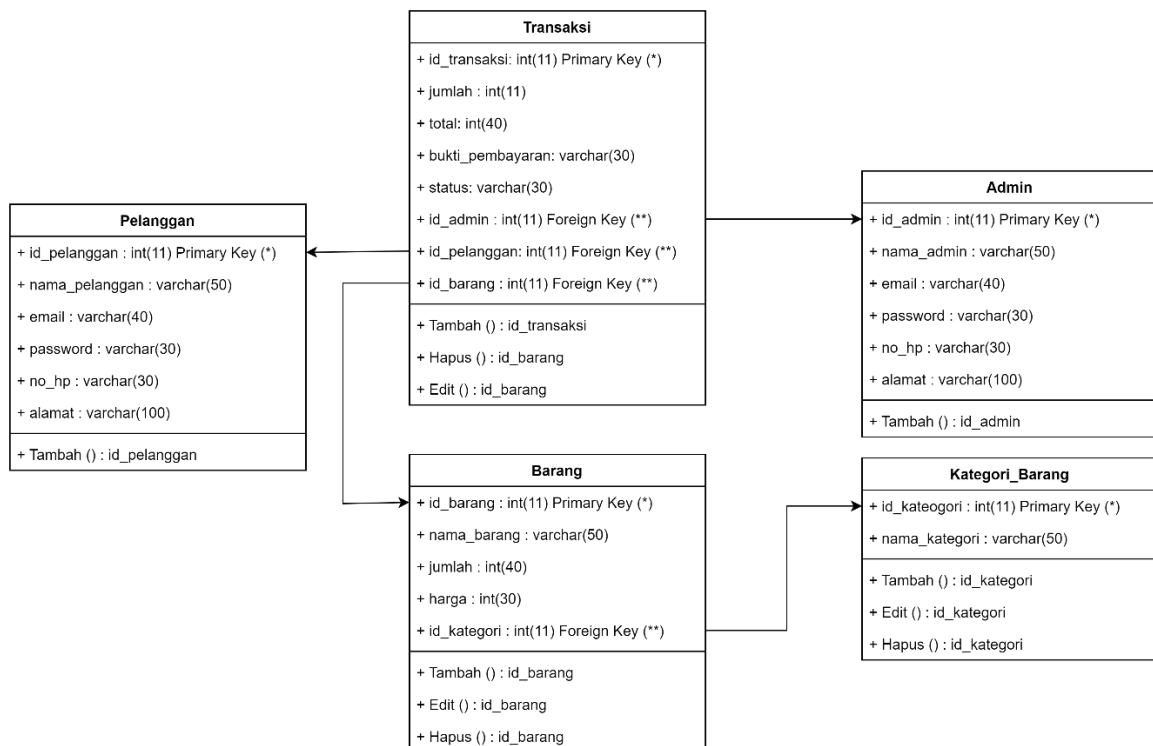 Transaksi
+ id_transaksi: int(11) Primary Key (*)
+ jumlah : int(11)
+ total: int(40)
+ bukti_pembayaran: varchar(30)
+ status: varchar(30)
+ id_admin : int(11) Foreign Key (**)
+ id_pelanggan: int(11) Foreign Key (**)
+ id_barang : int(11) Foreign Key (**)
+ Tambah () : id_transaksi
+ Hapus () : id_barang
+ Edit () : id_barang
Pelanggan
+ id_pelanggan : int(11) Primary Key (*)
+ nama_pelanggan : varchar(50)
+ email : varchar(40)
+ password : varchar(30)
+ no_hp : varchar(30)
+ alamat : varchar(100)
+ Tambah () : id_pelanggan
Admin
+ id_admin : int(11) Primary Key (*)
+ nama_admin : varchar(50)
+ email : varchar(40)
+ password : varchar(30)
+ no_hp : varchar(30)
+ alamat : varchar(100)
+ Tambah () : id_admin
Barang
+ id_barang : int(11) Primary Key (*)
+ nama_barang : varchar(50)
+ jumlah : int(40)
+ harga : int(30)
+ id_kategori : int(11) Foreign Key (**)
+ Tambah () : id_barang
+ Edit () : id_barang
+ Hapus () : id_barang
Kategori_Barang
+ id_kateogori : int(11) Primary Key (*)
+ nama_kategori : varchar(50)
+ Tambah () : id_kategori
+ Edit () : id_kategori
+ Hapus () : id_kategori